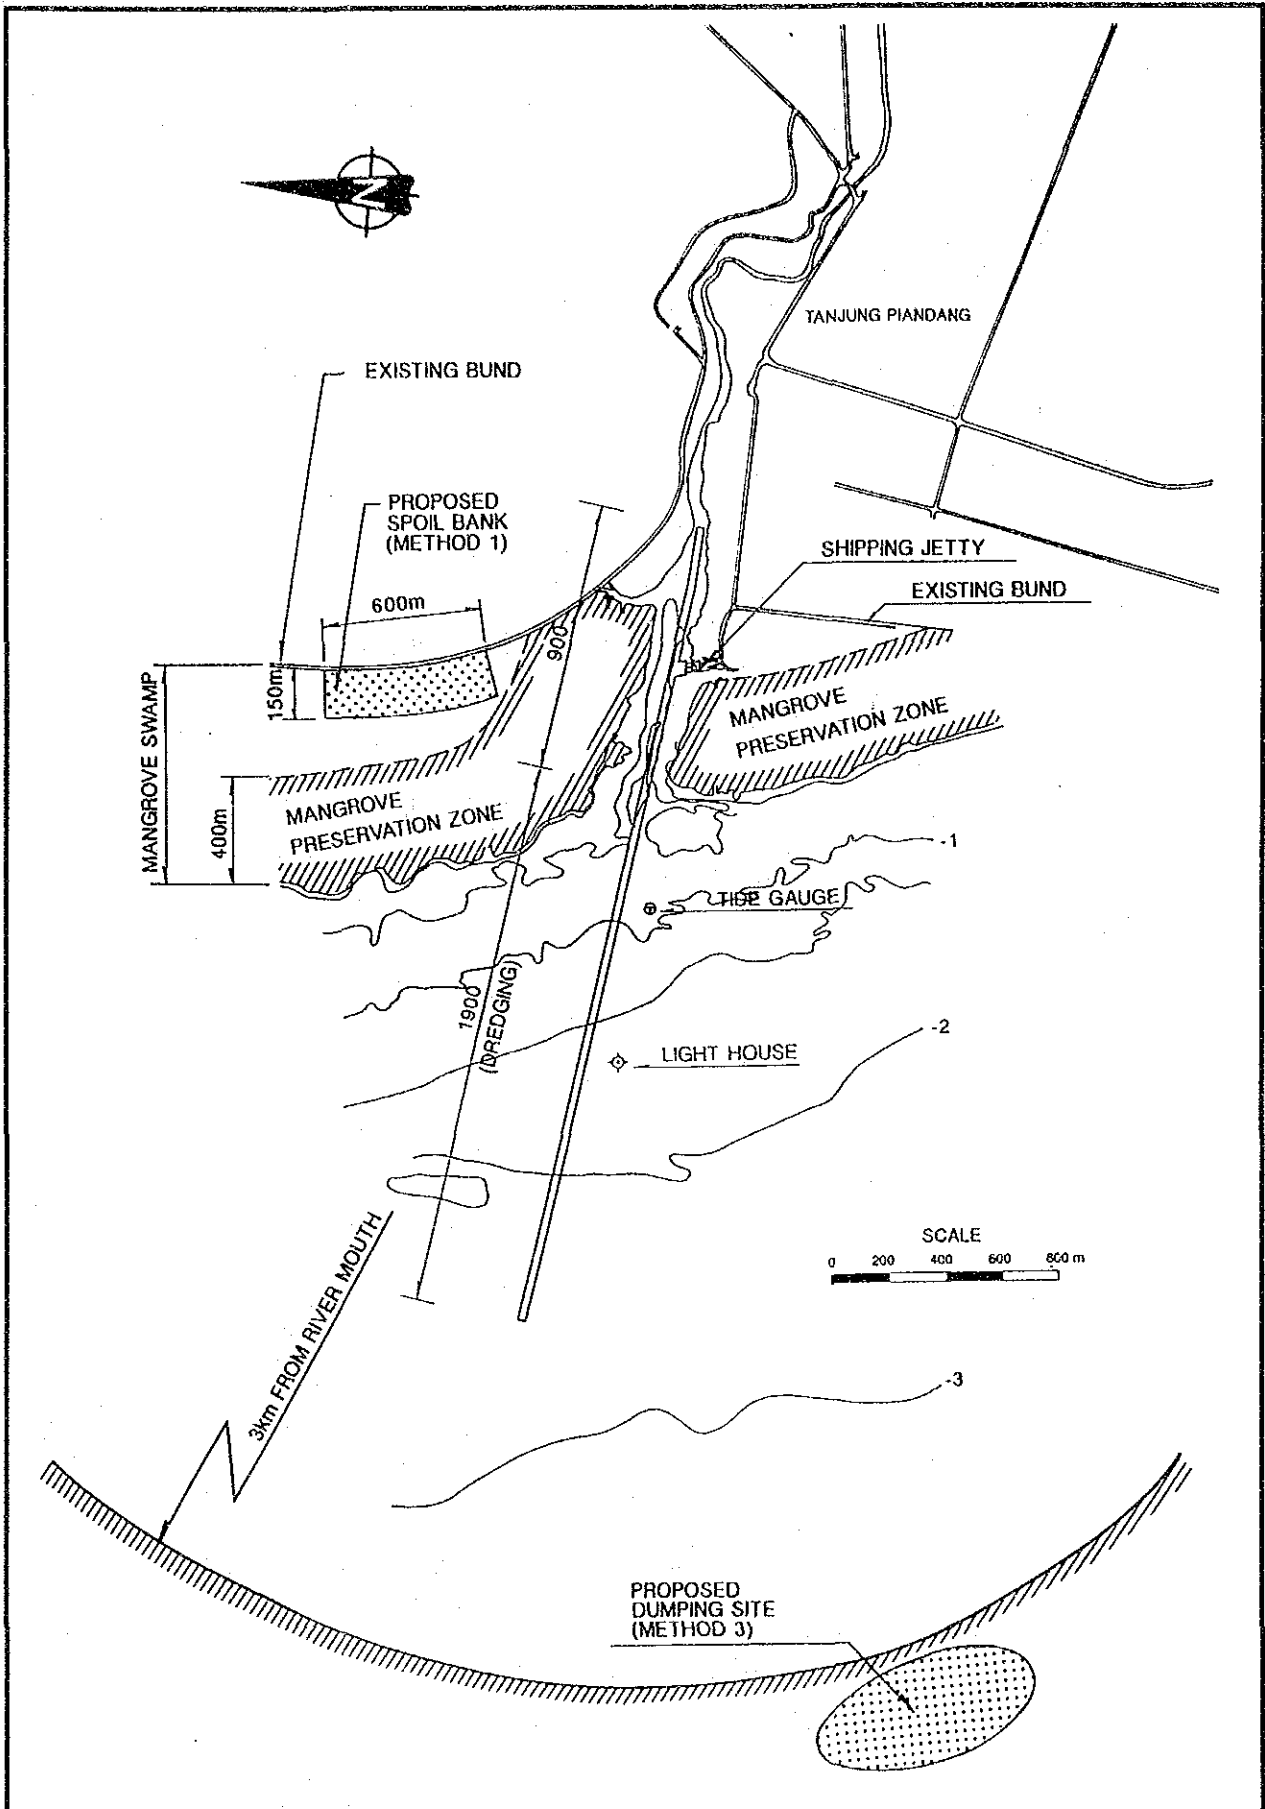 N
TANJUNG PIANDANG
EXISTING BUND
PROPOSED
SPOIL BANK
(METHOD 1)
SHIPPING JETTY
EXISTING BUND
600m
900
150m
MANGROVE SWAMP
MANGROVE
PRESERVATION ZONE
400m
MANGROVE
PRESERVATION ZONE
-1
TIDE GAUGE
1900
(DREDGING)
-2
LIGHT HOUSE
SCALE
0 200 400 600 800 m
3km FROM RIVER MOUTH
-3
PROPOSED
DUMPING SITE
(METHOD 3)